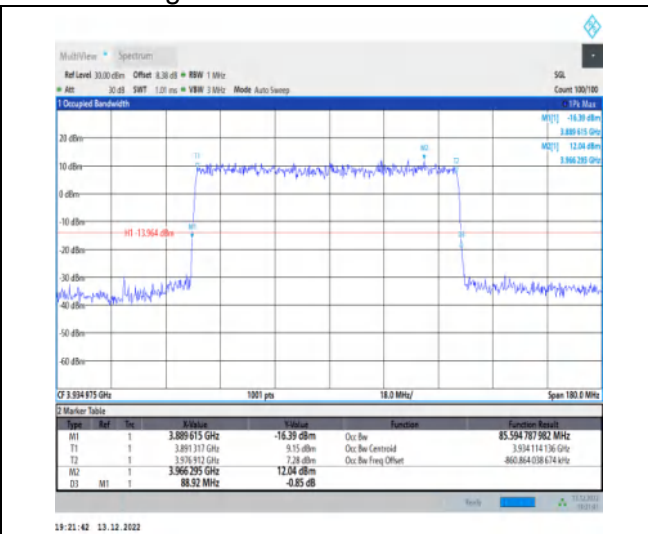 MultiView Spectrum
Ref Level 30.00 dBm Offset 8.38 dB RBW 1 MHz SGL
Att 30 dB SWT 1.01 ms VBW 3 MHz Mode Auto Sweep Count 100/100
1 Occupied Bandwidth 1Pk Max
M1[1] -16.39 dBm
3.889 615 GHz
M2[1] 12.04 dBm
3.966 295 GHz
20 dBm
M2
T1
T2
10 dBm
0 dBm
-10 dBm
M1
H1 -13.964 dBm
-20 dBm
-30 dBm
-40 dBm
-50 dBm
-60 dBm
CF 3.934 975 GHz 1001 pts 18.0 MHz/ Span 180.0 MHz
2 Marker Table
Type Ref Trc X-Value Y-Value Function Function Result
M1 1 3.889 615 GHz -16.39 dBm Occ Bw 85.594 787 982 MHz
T1 1 3.891 317 GHz 9.15 dBm Occ Bw Centroid 3.934 114 136 GHz
T2 1 3.976 912 GHz 7.28 dBm Occ Bw Freq Offset -860.864 038 674 kHz
M2 1 3.966 295 GHz 12.04 dBm
D3 M1 1 88.92 MHz -0.85 dB
Ready 13.12.2022
19:21:42 13.12.2022